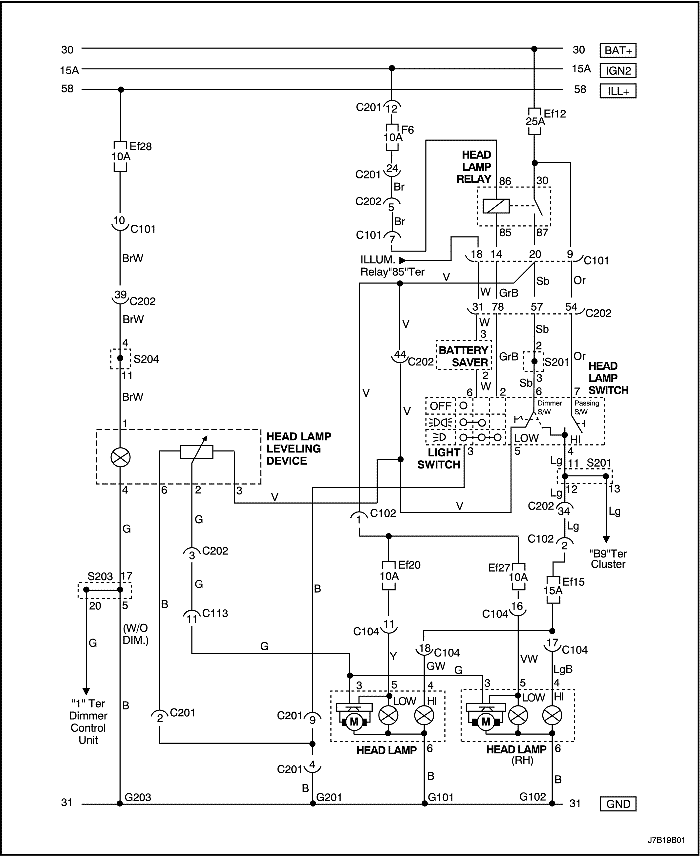 30 30 BAT+
15A 15A IGN2
58 58 ILL+
C201 12
Ef12
25A
F6
10A
Ef28
10A
HEAD
LAMP
RELAY
24
C201
Br
86 30
5
C202
Br
10
C101
7
C101
85 87
ILLUM.
Relay"85"Ter
18 14 20 9
C101
BrW
V
Sb Or
39
C202
W GrB
31 78 57 54
C202
BrW
V
W
3
Sb
4
S204
44
C202
BATTERY
SAVER
GrB
2
S201
Or
HEAD
LAMP
SWITCH
11
2
W
3
Sb
BrW
V V
6 2 6 7
OFF
Dimmer
S/W
Passing
S/W
1
HEAD LAMP
LEVELING
DEVICE
LOW HI
LIGHT
SWITCH
3 5 4
Lg
11 S201
4 6 2 3
V
V
Lg
12 13
C202
34
Lg
1
C102
G
G
Lg
C102
2
"B9"Ter
Cluster
3
C202
Ef20
10A
Ef27
10A
Ef15
15A
S203 17
G
B
B
20 5
11
C113
16
C104
(W/O
DIM.)
11
C104
G
G
18
C104
17
C104
Y GW
G
VW LgB
"1" Ter
Dimmer
Control
Unit
B
3 5 4
3 5 4
LOW HI
LOW HI
2
C201
C201
9
M
M
HEAD LAMP
6
HEAD LAMP
(RH)
6
C201
4
B
B B
31 G203 G201 G101 G102 31 GND
J7B19B01